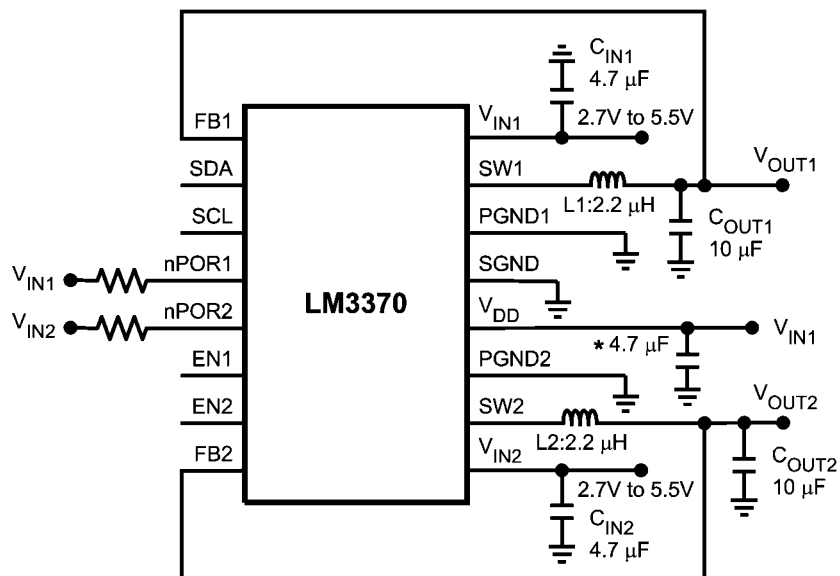 C_IN1
4.7 μF
2.7V to 5.5V
FB1
V_IN1
SDA
SW1
V_OUT1
L1:2.2 μH
SCL
PGND1
C_OUT1
10 μF
V_IN1
nPOR1
SGND
LM3370
V_IN2
nPOR2
V_DD
* 4.7 μF
V_IN1
EN1
PGND2
EN2
SW2
V_OUT2
L2:2.2 μH
FB2
V_IN2
2.7V to 5.5V
C_OUT2
10 μF
C_IN2
4.7 μF